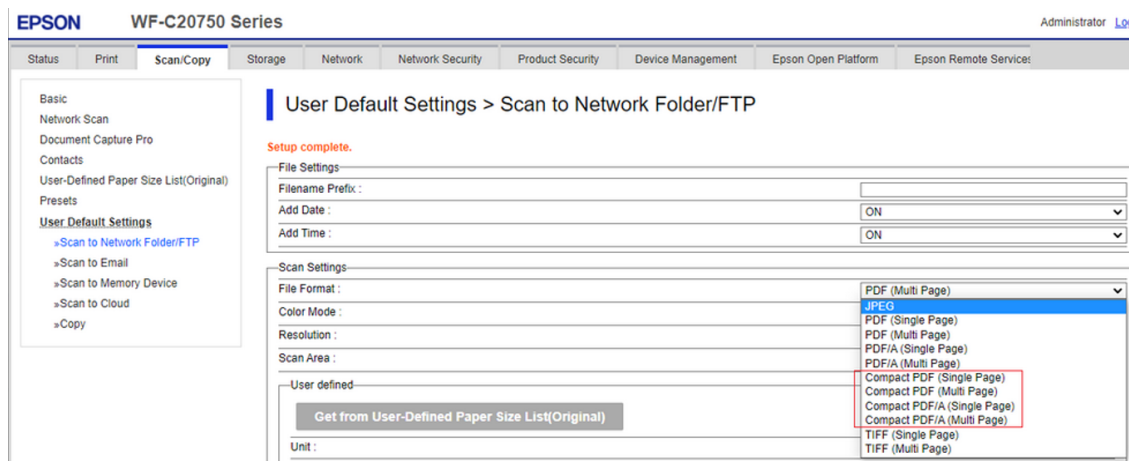 EPSON WF-C20750 Series
Administrator
Status Print Scan/Copy Storage Network Network Security Product Security Device Management Epson Open Platform Epson Remote Services
Basic
Network Scan
Document Capture Pro
Contacts
User-Defined Paper Size List(Original)
Presets
User Default Settings
»Scan to Network Folder/FTP
»Scan to Email
»Scan to Memory Device
»Scan to Cloud
»Copy
User Default Settings > Scan to Network Folder/FTP
Setup complete.
File Settings
Filename Prefix :
Add Date : ON
Add Time : ON
Scan Settings
File Format : PDF (Multi Page)
JPEG
PDF (Single Page)
PDF (Multi Page)
PDF/A (Single Page)
PDF/A (Multi Page)
Compact PDF (Single Page)
Compact PDF (Multi Page)
Compact PDF/A (Single Page)
Compact PDF/A (Multi Page)
TIFF (Single Page)
TIFF (Multi Page)
Color Mode :
Resolution :
Scan Area :
User defined
Get from User-Defined Paper Size List(Original)
Unit :